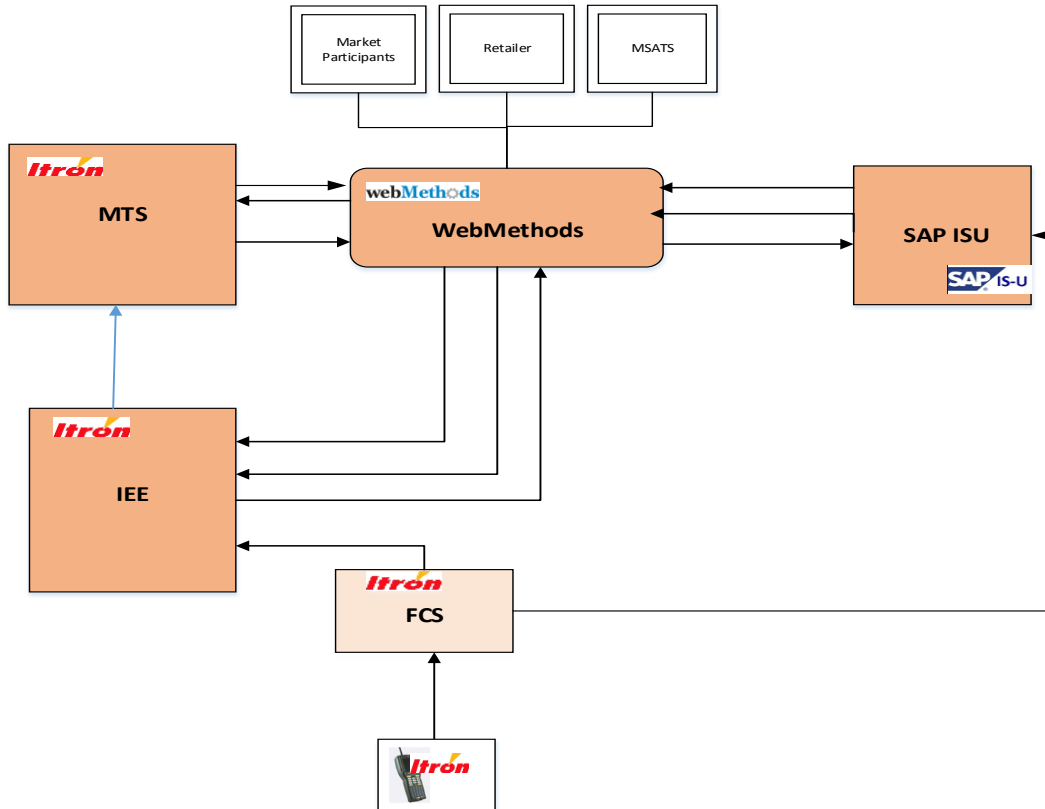 Market
Participants
Retailer
MSATS
Itron
MTS
webMethods
WebMethods
SAP ISU
SAP IS-U
Itron
IEE
Itron
FCS
Itron